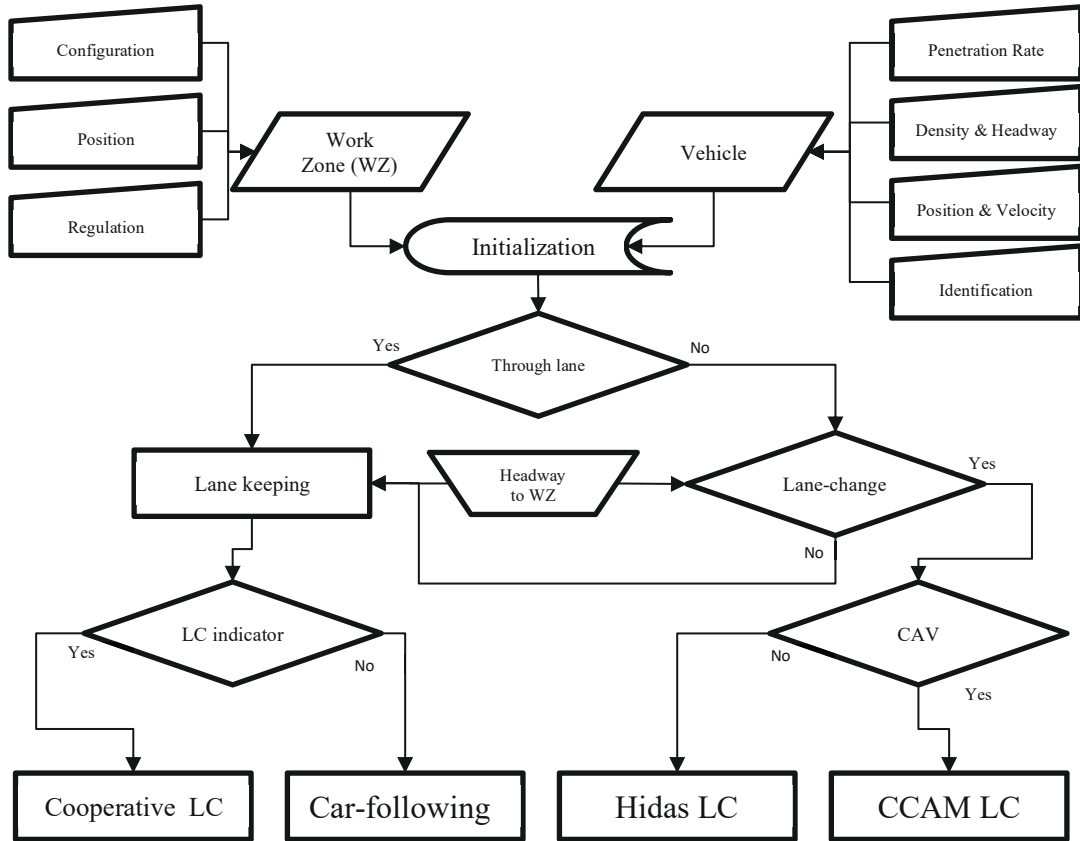 Configuration
Penetration Rate
Position
Work
Zone (WZ)
Vehicle
Density & Headway
Regulation
Position & Velocity
Initialization
Identification
Yes
No
Through lane
Lane keeping
Headway
to WZ
Lane-change
Yes
No
LC indicator
Yes
No
CAV
No
Yes
Cooperative LC
Car-following
Hidas LC
CCAM LC